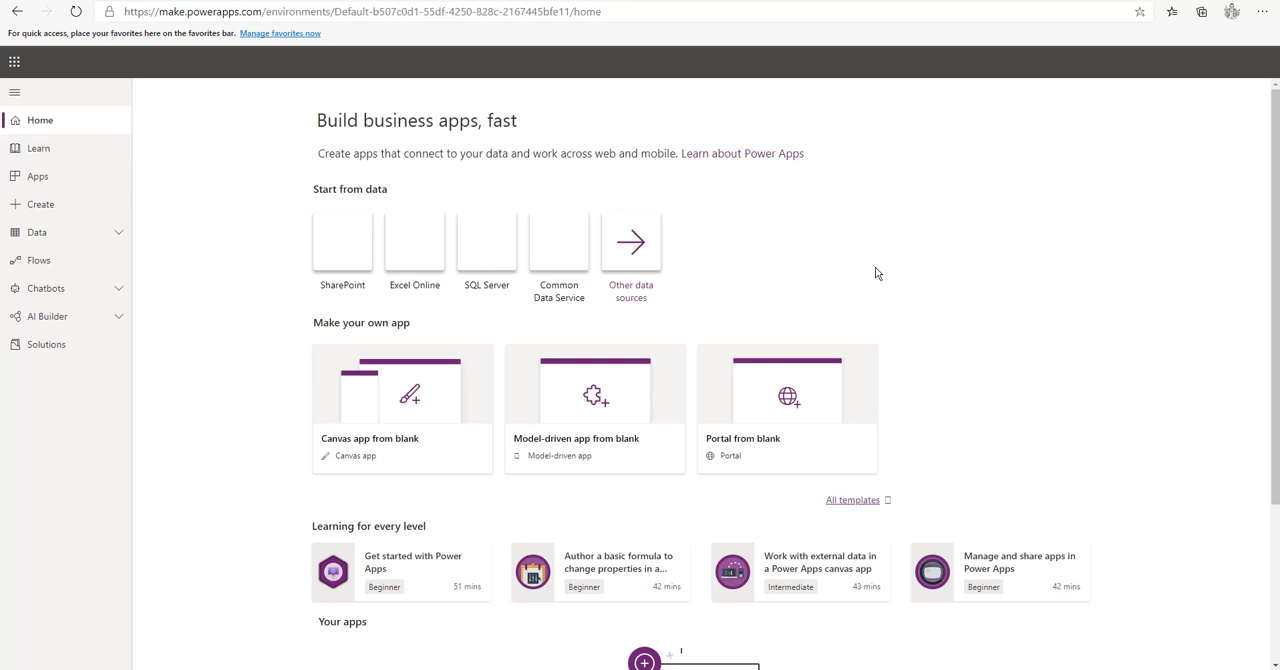 https://make.powerapps.com/environments/Default-b507c0d1-55df-4250-828c-2167445bfe11/home
For quick access, place your favorites here on the favorites bar. Manage favorites now
Home
Learn
Apps
Create
Data
Flows
Chatbots
AI Builder
Solutions
Build business apps, fast
Create apps that connect to your data and work across web and mobile. Learn about Power Apps
Start from data
SharePoint
Excel Online
SQL Server
Common
Data Service
Other data
sources
Make your own app
Canvas app from blank
Canvas app
Model-driven app from blank
Model-driven app
Portal from blank
Portal
All templates
Learning for every level
Get started with Power
Apps
Beginner 51 mins
Author a basic formula to
change properties in a...
Beginner 42 mins
Work with external data in
a Power Apps canvas app
Intermediate 43 mins
Manage and share apps in
Power Apps
Beginner 42 mins
Your apps